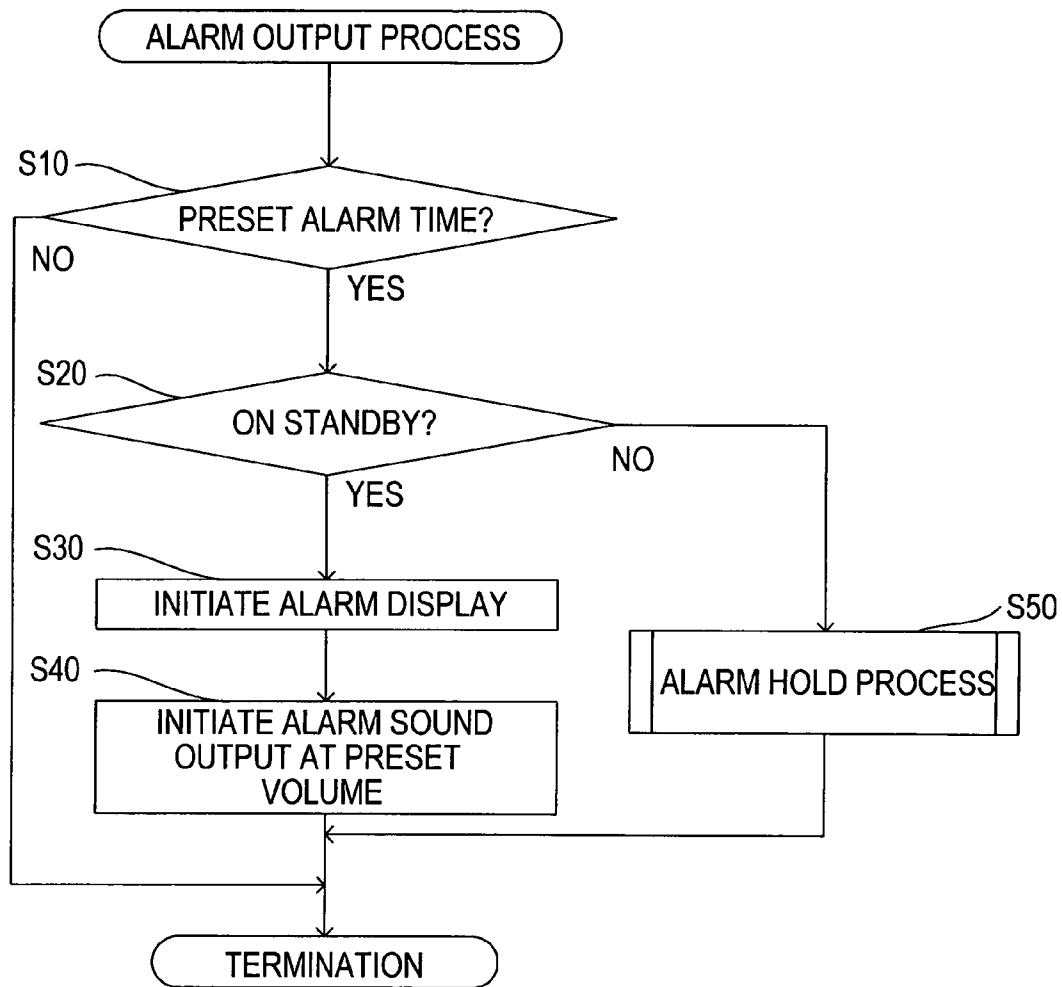 ALARM OUTPUT PROCESS
S10
PRESET ALARM TIME?
NO
YES
S20
ON STANDBY?
NO
YES
S30
INITIATE ALARM DISPLAY
S50
ALARM HOLD PROCESS
S40
INITIATE ALARM SOUND
OUTPUT AT PRESET
VOLUME
TERMINATION